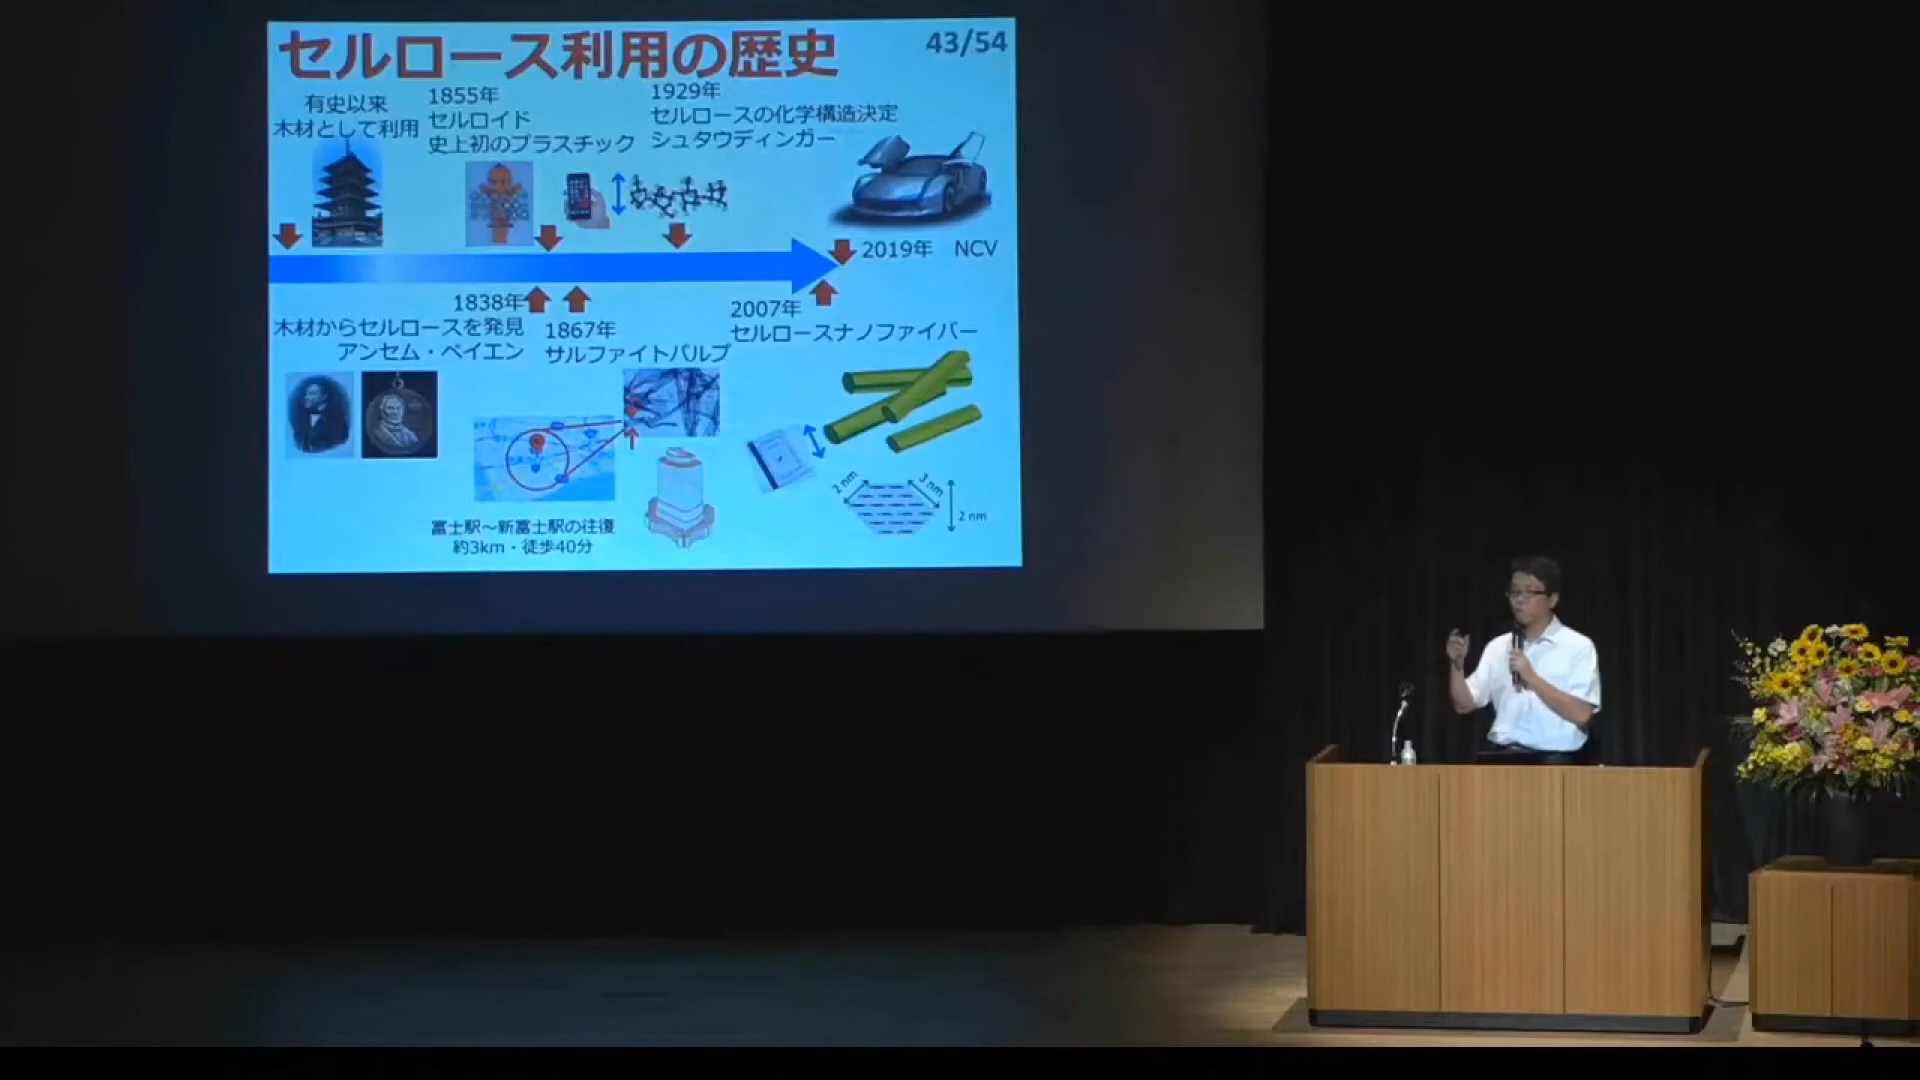 セルロース利用の歴史
43/54
有史以来
木材として利用
1855年
セルロイド
史上初のプラスチック
1929年
セルロースの化学構造決定
シュタウディンガー
2019年 NCV
1838年
木材からセルロースを発見
アンセム・ペイエン
1867年
サルファイトパルプ
2007年
セルロースナノファイバー
2 nm
3 nm
2 nm
富士駅～新富士駅の往復
約3km・徒歩40分